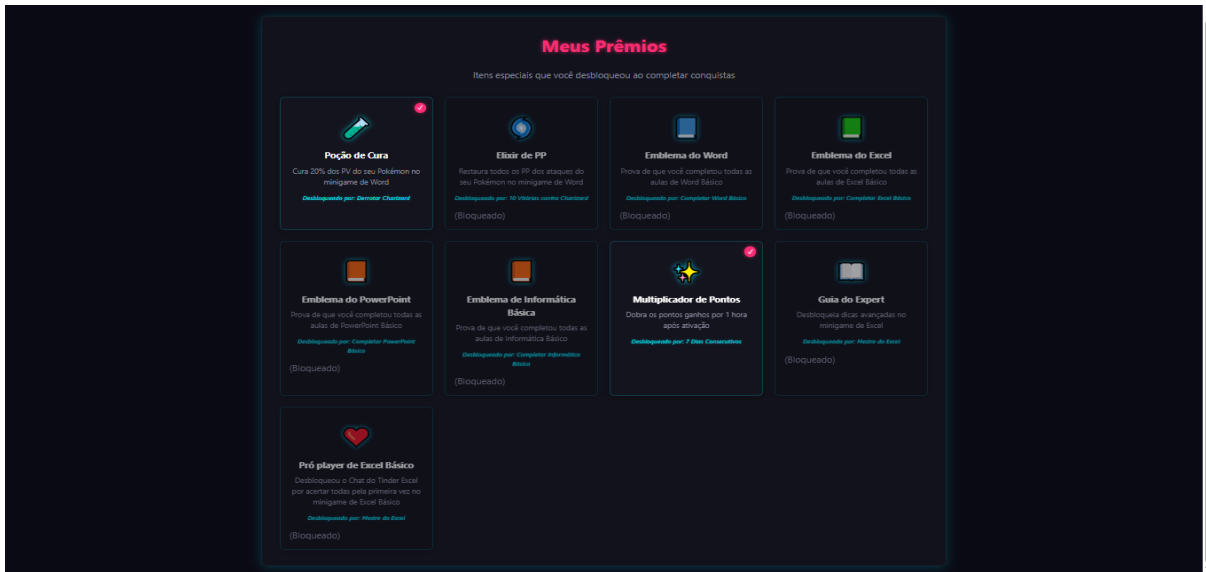 Meus Prêmios
Itens especiais que você desbloqueou ao completar conquistas
Poção de Cura
Cura 20% dos PV do seu Pokémon no
minigame de Word
Desbloqueado por: Derrotar Charizard
Elixir de PP
Restaura todos os PP dos ataques do
seu Pokémon no minigame de Word
Desbloqueado por: 10 Vitórias contra Charizard
(Bloqueado)
Emblema do Word
Prova de que você completou todas as
aulas de Word Básico
Desbloqueado por: Completar Word Básico
(Bloqueado)
Emblema do Excel
Prova de que você completou todas as
aulas de Excel Básico
Desbloqueado por: Completar Excel Básico
(Bloqueado)
Emblema do PowerPoint
Prova de que você completou todas as
aulas de PowerPoint Básico
Desbloqueado por: Completar PowerPoint
Básico
(Bloqueado)
Emblema de Informática
Básica
Prova de que você completou todas as
aulas de Informática Básico
Desbloqueado por: Completar Informática
Básica
(Bloqueado)
Multiplicador de Pontos
Dobra os pontos ganhos por 1 hora
após ativação
Desbloqueado por: 7 Dias Consecutivos
Guia do Expert
Desbloqueia dicas avançadas no
minigame de Excel
Desbloqueado por: Mestre do Excel
(Bloqueado)
Pró player de Excel Básico
Desbloqueou o Chat do Tinder Excel
por acertar todas pela primeira vez no
minigame de Excel Básico
Desbloqueado por: Mestre do Excel
(Bloqueado)